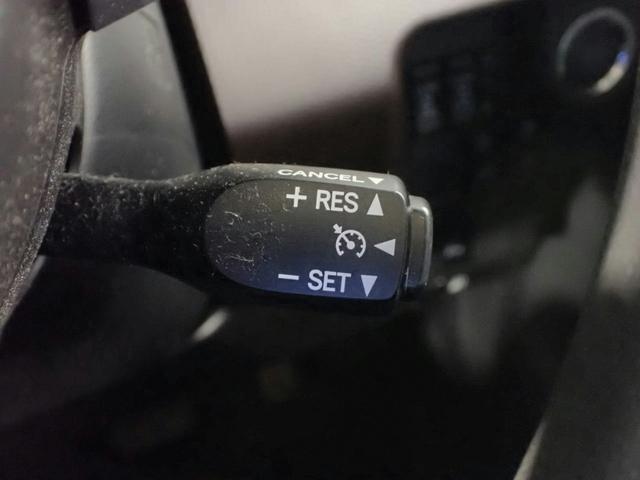 CANCEL ▼
+ RES ▲
◀
− SET ▼